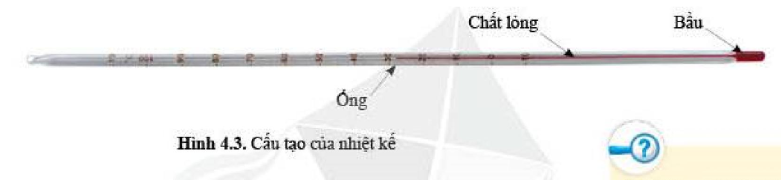 Chất lỏng
Bầu
Ống
Hình 4.3. Cấu tạo của nhiệt kế
?